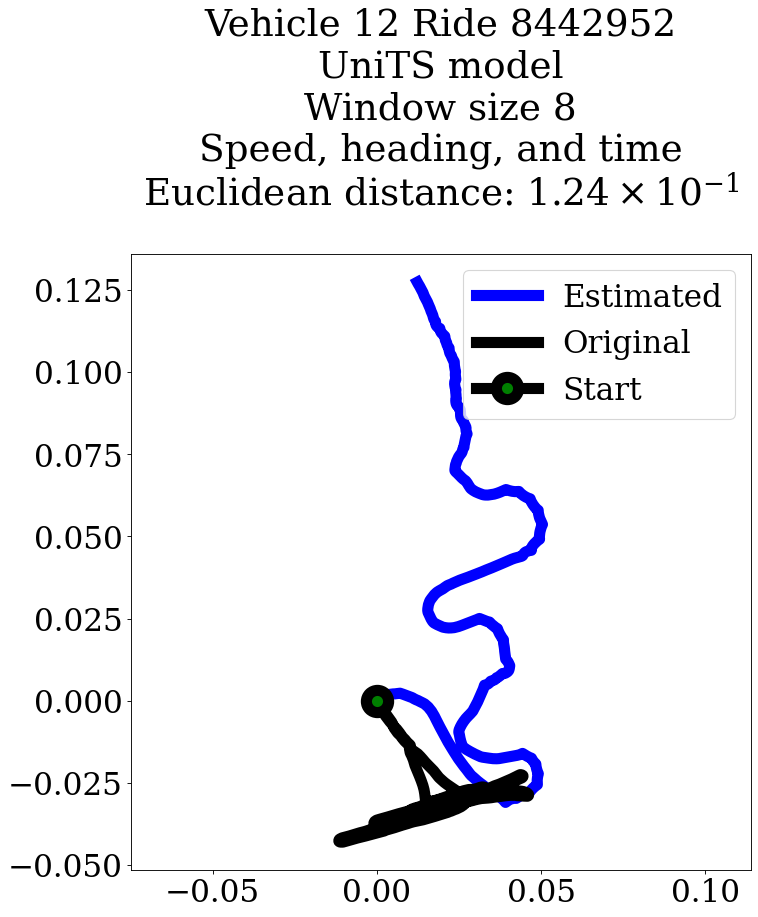 Vehicle 12 Ride 8442952
UniTS model
Window size 8
Speed, heading, and time
Euclidean distance: 1.24 × 10⁻¹
Estimated
Original
Start
0.125
0.100
0.075
0.050
0.025
0.000
−0.025
−0.050
−0.05 0.00 0.05 0.10